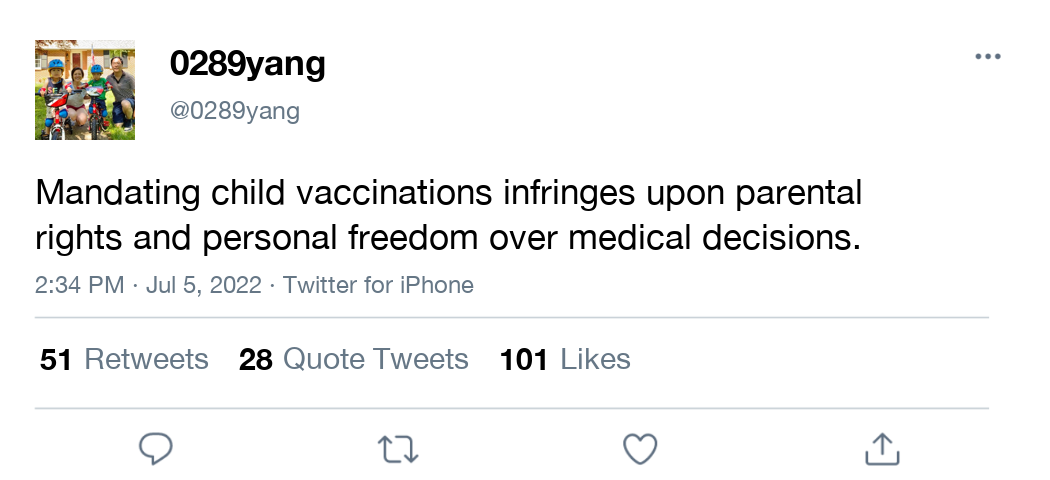 0289yang
@0289yang
Mandating child vaccinations infringes upon parental
rights and personal freedom over medical decisions.
2:34 PM · Jul 5, 2022 · Twitter for iPhone
51 Retweets 28 Quote Tweets 101 Likes